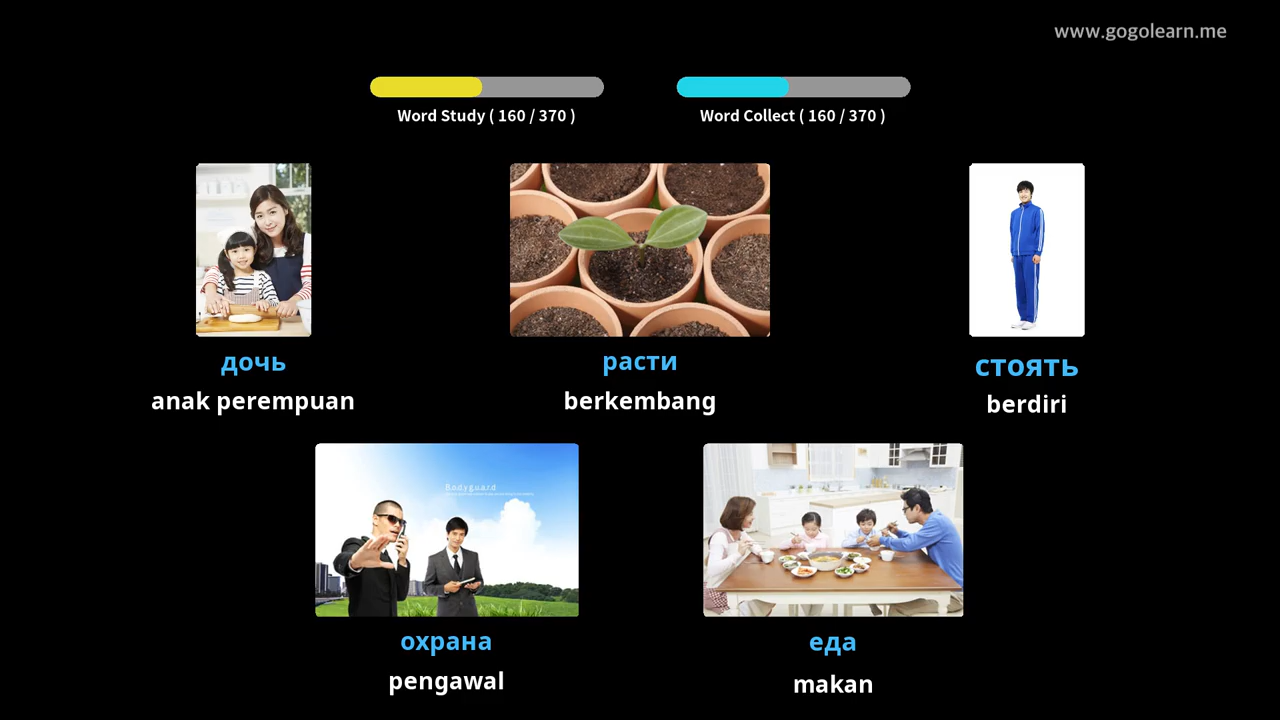 www.gogolearn.me
Word Study ( 160 / 370 )
Word Collect ( 160 / 370 )
дочь
anak perempuan
расти
berkembang
стоять
berdiri
Bodyguard
охрана
pengawal
еда
makan